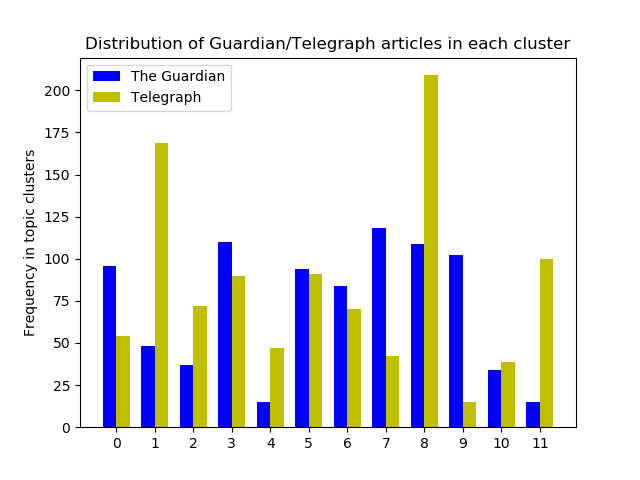 Distribution of Guardian/Telegraph articles in each cluster
The Guardian
Telegraph
Frequency in topic clusters
200
175
150
125
100
75
50
25
0
0 1 2 3 4 5 6 7 8 9 10 11